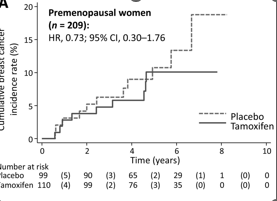 A
Premenopausal women
(n = 209):
HR, 0.73; 95% CI, 0.30–1.76
Cumulative breast cancer
incidence rate (%)
20
15
10
5
0
Placebo
Tamoxifen
0 2 4 6 8 10
Time (years)
Number at risk
Placebo 99 (5) 90 (3) 65 (2) 29 (1) 1 (0) 0
Tamoxifen 110 (4) 99 (2) 76 (3) 35 (0) 0 (0) 0